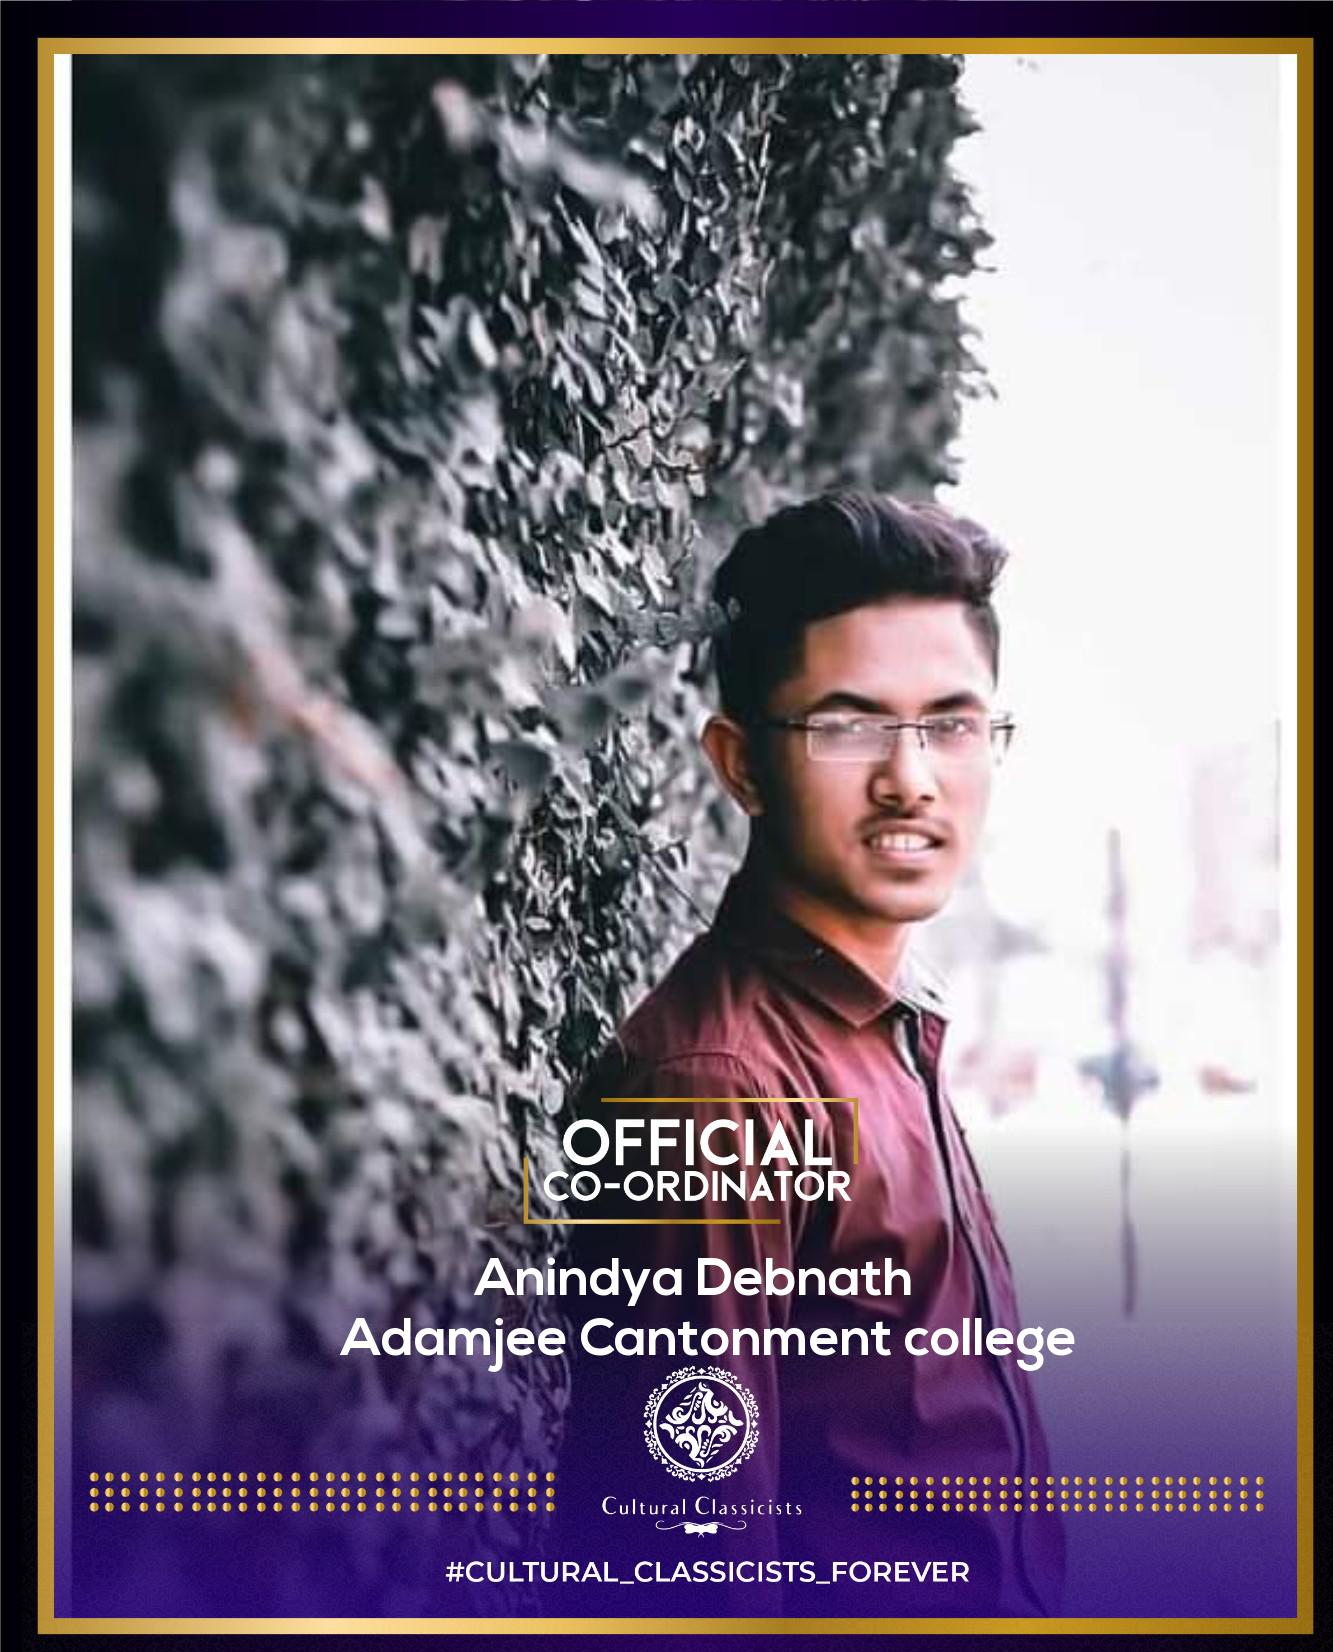 OFFICIAL
CO-ORDINATOR
Anindya Debnath
Adamjee Cantonment college
Cultural Classicists
#CULTURAL_CLASSICISTS_FOREVER